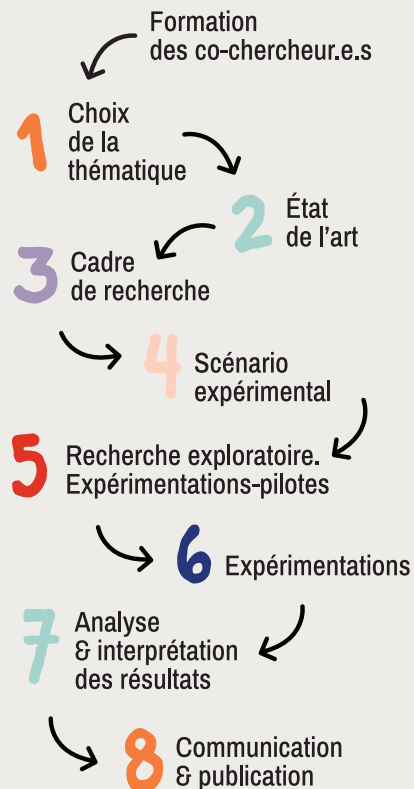 Formation
des co-chercheur.e.s
1
Choix
de la
thématique
2
État
de l'art
3
Cadre
de recherche
4
Scénario
expérimental
5
Recherche exploratoire.
Expérimentations-pilotes
6
Expérimentations
7
Analyse
& interprétation
des résultats
8
Communication
& publication